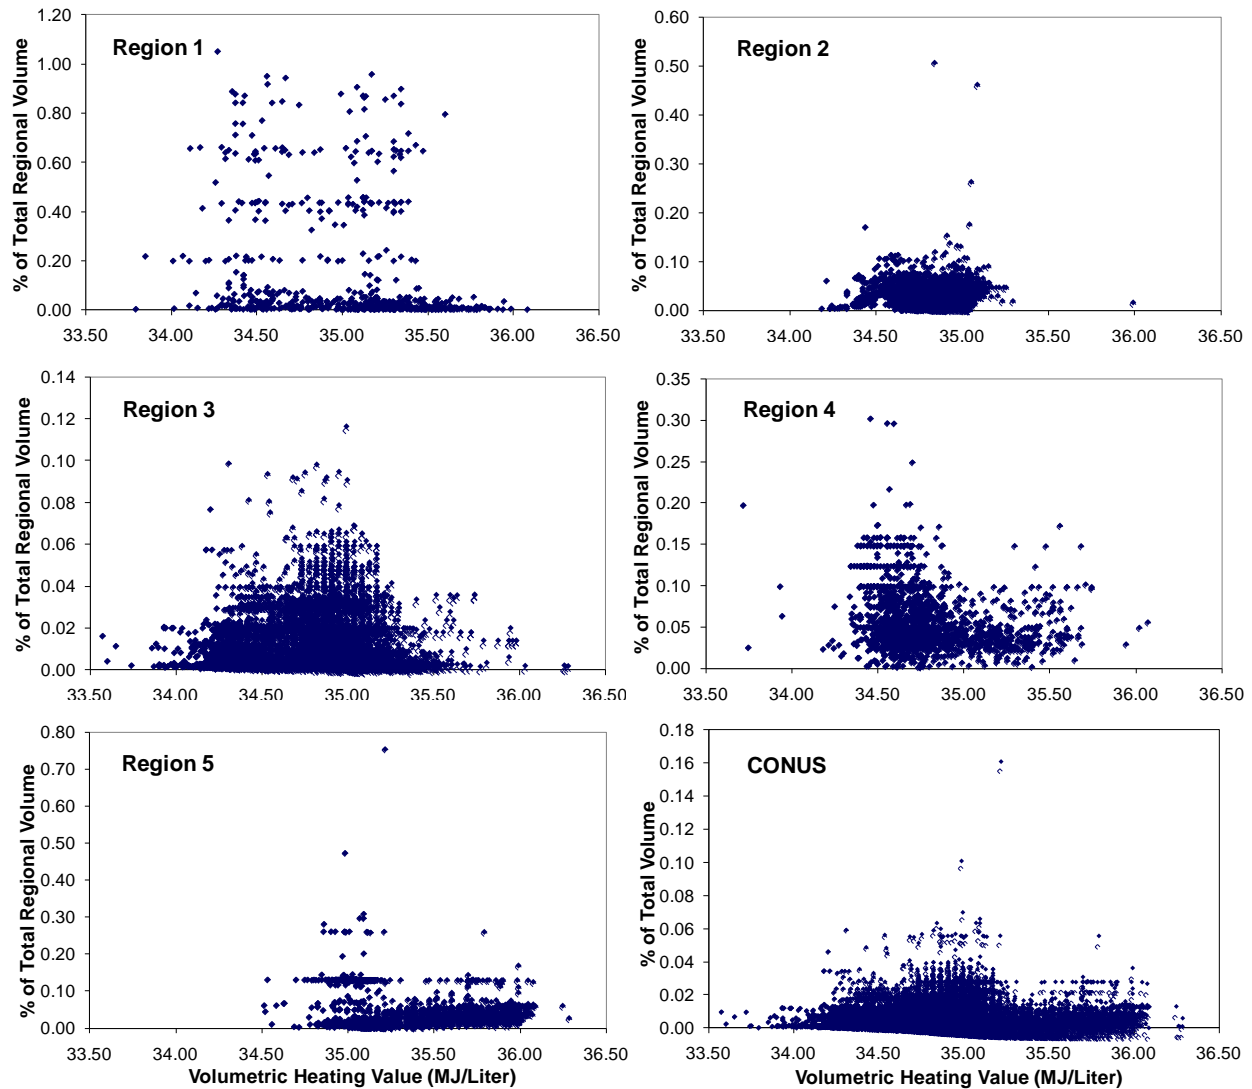 Region 1
% of Total Regional Volume
1.20
1.00
0.80
0.60
0.40
0.20
0.00
33.50 34.00 34.50 35.00 35.50 36.00 36.50
Region 2
% of Total Regional Volume
0.60
0.50
0.40
0.30
0.20
0.10
0.00
33.50 34.00 34.50 35.00 35.50 36.00 36.50
Region 3
% of Total Regional Volume
0.14
0.12
0.10
0.08
0.06
0.04
0.02
0.00
33.50 34.00 34.50 35.00 35.50 36.00 36.50
Region 4
% of Total Regional Volume
0.35
0.30
0.25
0.20
0.15
0.10
0.05
0.00
33.50 34.00 34.50 35.00 35.50 36.00 36.50
Region 5
% of Total Regional Volume
0.80
0.70
0.60
0.50
0.40
0.30
0.20
0.10
0.00
33.50 34.00 34.50 35.00 35.50 36.00 36.50
Volumetric Heating Value (MJ/Liter)
CONUS
% of Total Volume
0.18
0.16
0.14
0.12
0.10
0.08
0.06
0.04
0.02
0.00
33.50 34.00 34.50 35.00 35.50 36.00 36.50
Volumetric Heating Value (MJ/Liter)